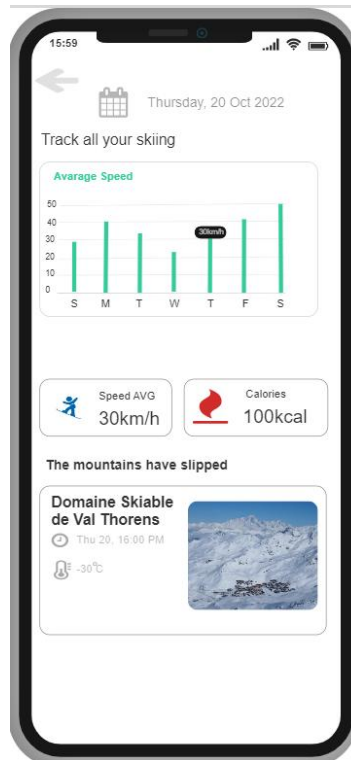 15:59
Thursday, 20 Oct 2022
Track all your skiing
Avarage Speed
50
40
30
20
10
0
30km/h
S M T W T F S
Speed AVG
30km/h
Calories
100kcal
The mountains have slipped
Domaine Skiable
de Val Thorens
Thu 20, 16:00 PM
-30°C